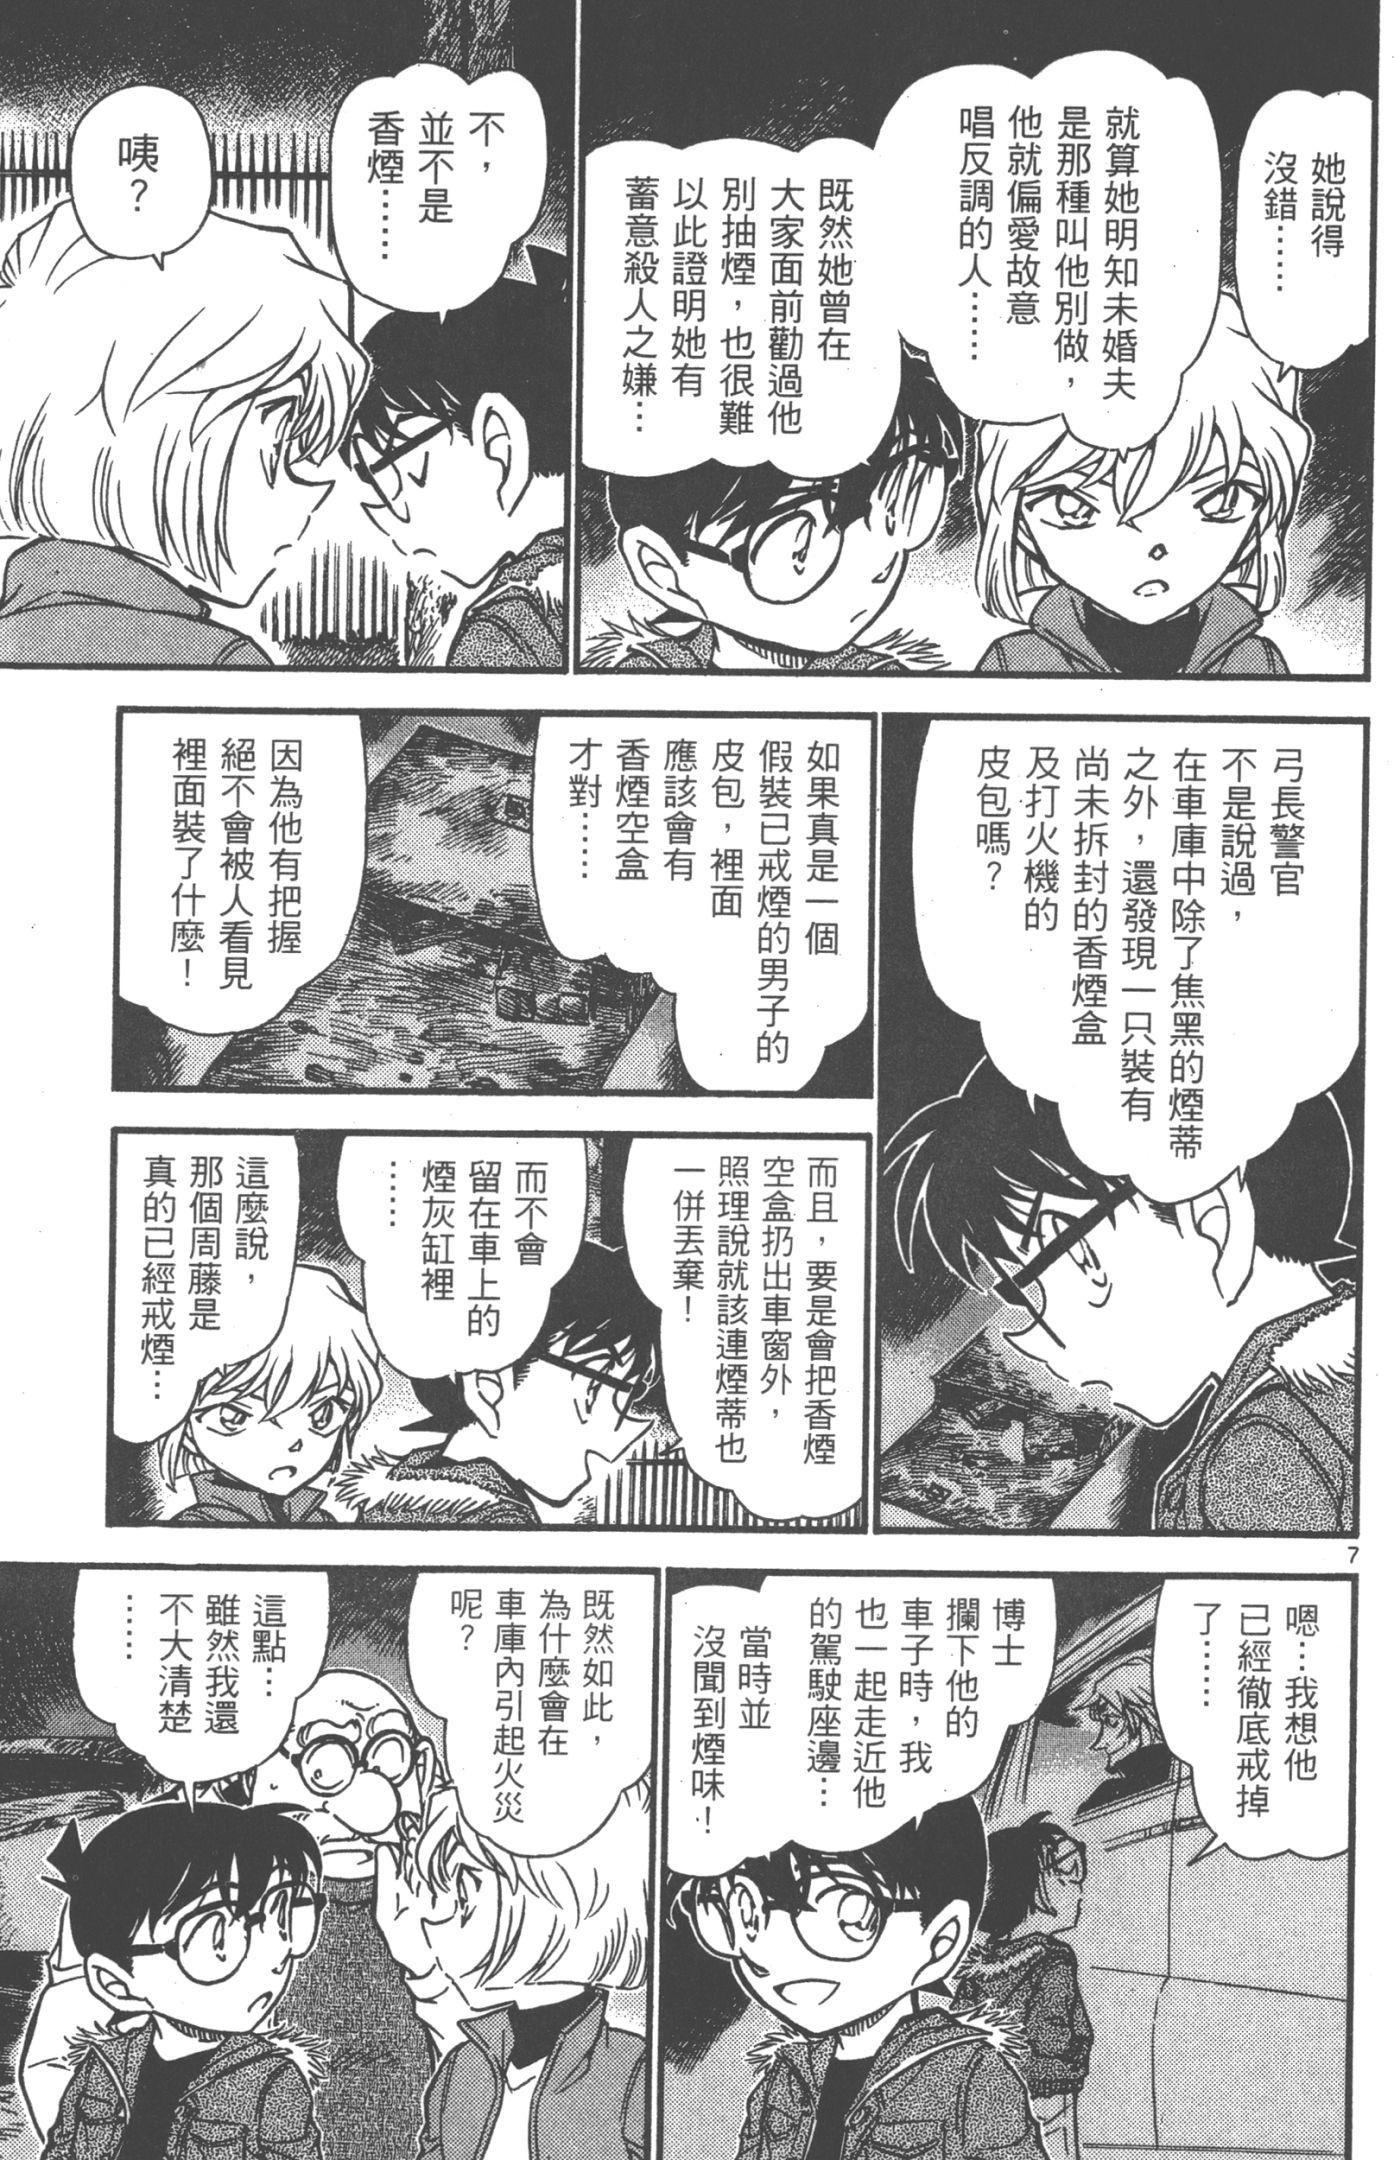 她說得
沒錯……
就算她明知未婚夫
是那種叫他別做，
他就偏愛故意
唱反調的人……
既然她曾在
大家面前勸過他
別抽煙，也很難
以此證明她有
蓄意殺人之嫌…
不，
並不是
香煙……
咦？
弓長警官
不是說過，
在車庫中除了焦黑的煙蒂
之外，還發現一只裝有
尚未拆封的香煙盒
及打火機的
皮包嗎？
如果真是一個
假裝已戒煙的男子的
皮包，裡面
應該會有
香煙空盒
才對……
因為他有把握
絕不會被人看見
裡面裝了什麼！
而且，要是會把香煙
空盒扔出車窗外，
照理說就該連煙蒂也
一併丟棄！
而不會
留在車上的
煙灰缸裡
……
這麼說，
那個周藤是
真的已經戒煙…
7
嗯…我想他
已經徹底戒掉
了……
博士
攔下他的
車子時，我
也一起走近他
的駕駛座邊…
當時並
沒聞到煙味！
既然如此，
為什麼會在
車庫內引起火災
呢？
這點…
雖然我還
不大清楚
……